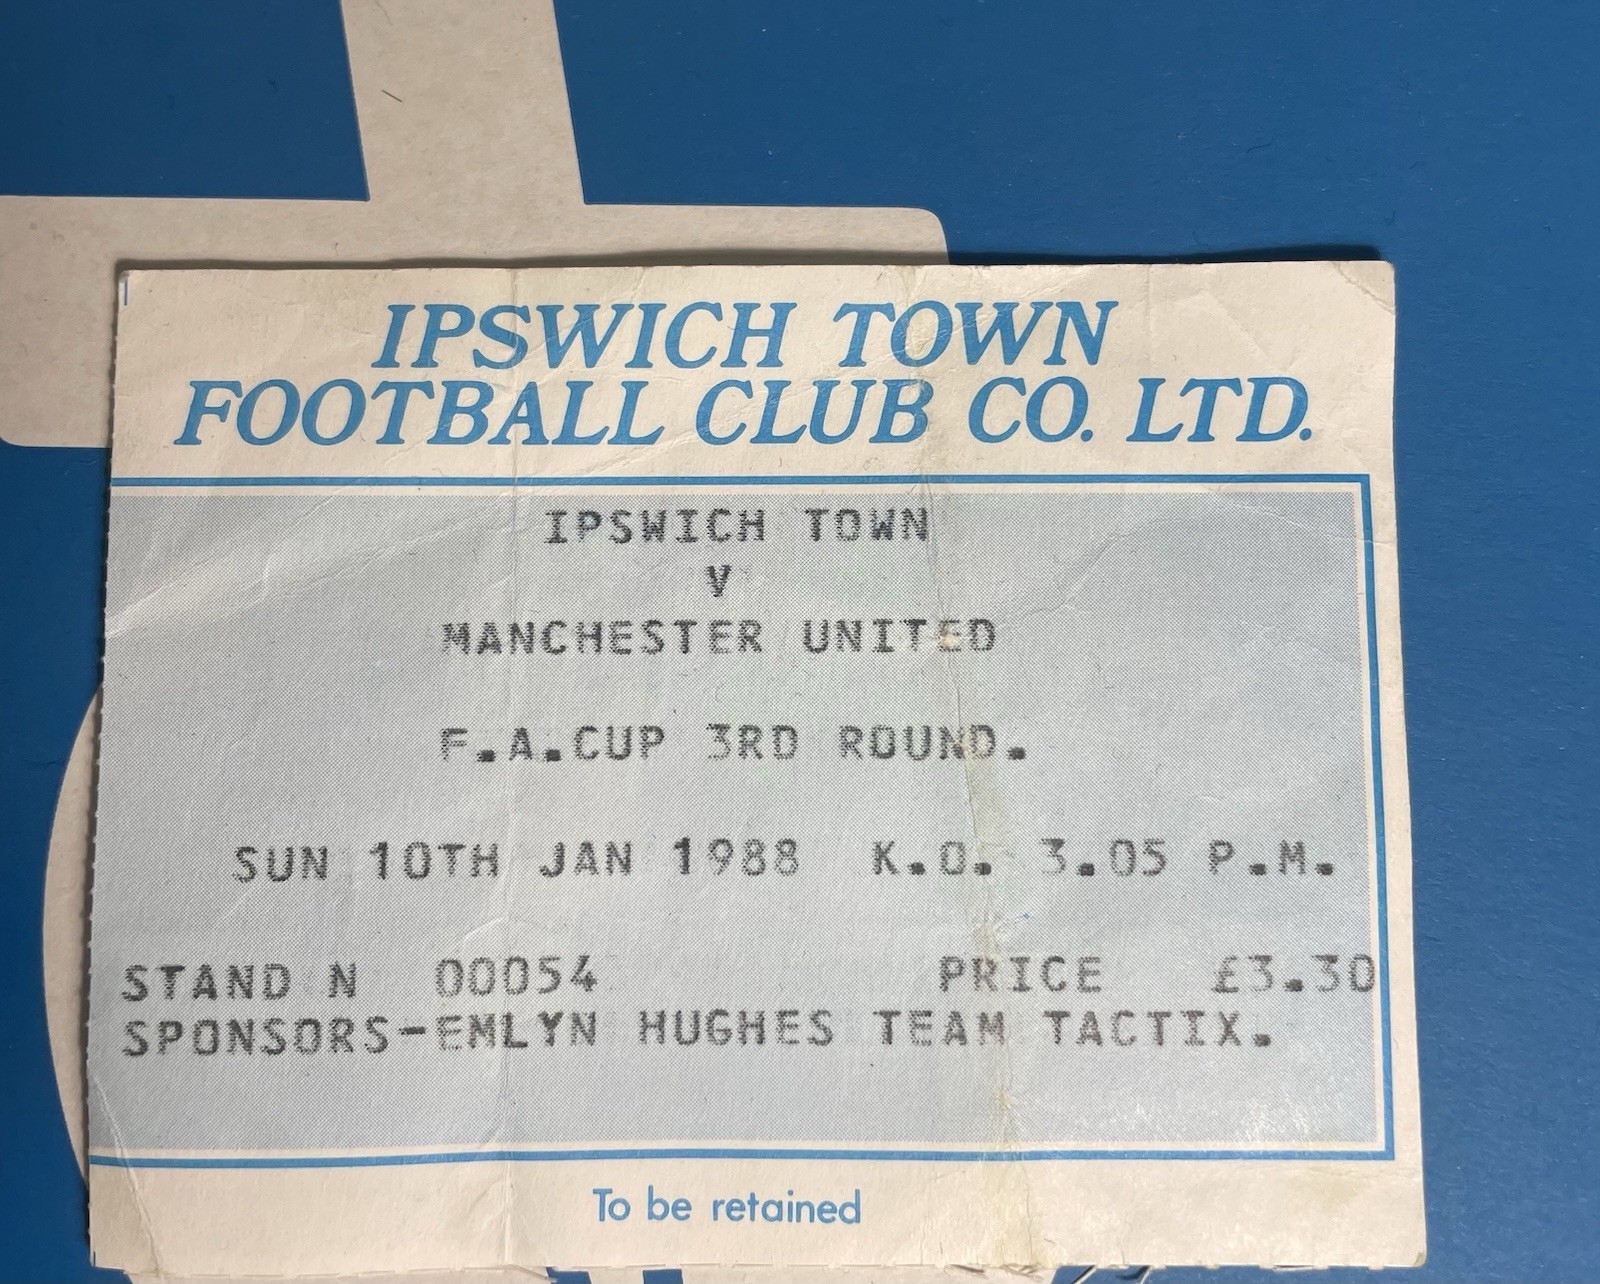 IPSWICH TOWN
FOOTBALL CLUB CO. LTD.
IPSWICH TOWN
V
MANCHESTER UNITED
F.A.CUP 3RD ROUND.
SUN 10TH JAN 1988 K.O. 3.05 P.M.
STAND N 00054 PRICE £3.30
SPONSORS-EMLYN HUGHES TEAM TACTIX.
To be retained